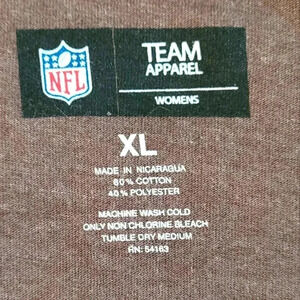 NFL
TEAM
APPAREL
WOMENS
XL
MADE IN NICARAGUA
60% COTTON
40% POLYESTER
MACHINE WASH COLD
ONLY NON CHLORINE BLEACH
TUMBLE DRY MEDIUM
RN: 54163